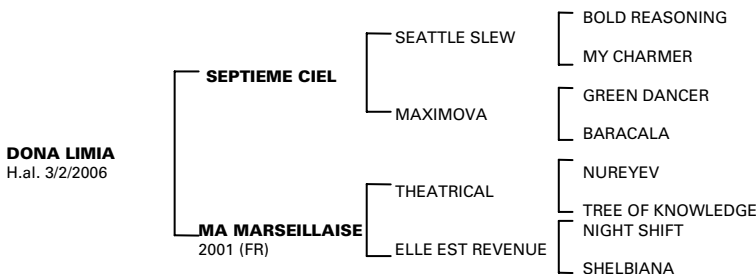 BOLD REASONING
SEATTLE SLEW
MY CHARMER
SEPTIEME CIEL
GREEN DANCER
MAXIMOVA
BARACALA
DONA LIMIA
H.al. 3/2/2006
NUREYEV
THEATRICAL
TREE OF KNOWLEDGE
MA MARSEILLAISE
2001 (FR)
NIGHT SHIFT
ELLE EST REVENUE
SHELBIANA